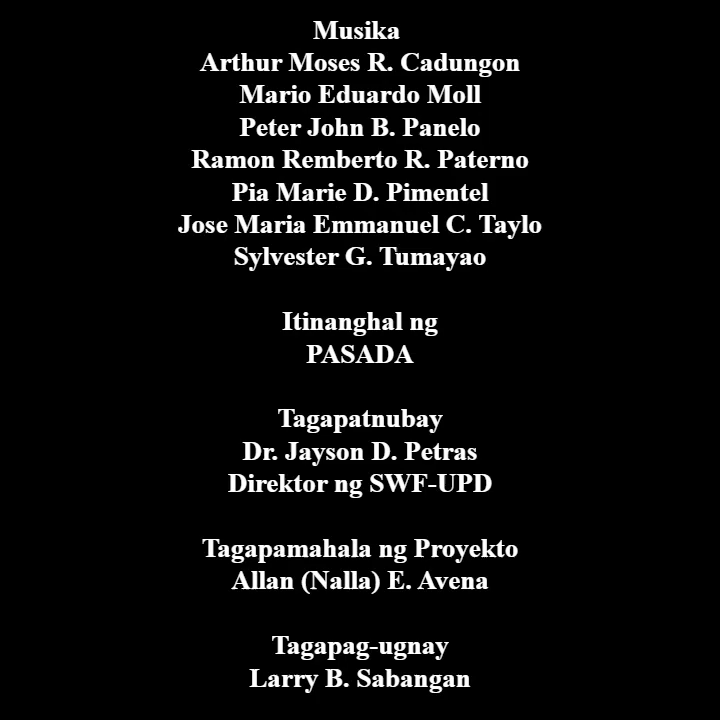 Musika
Arthur Moses R. Cadungon
Mario Eduardo Moll
Peter John B. Panelo
Ramon Remberto R. Paterno
Pia Marie D. Pimentel
Jose Maria Emmanuel C. Taylo
Sylvester G. Tumayao
Itinanghal ng
PASADA
Tagapatnubay
Dr. Jayson D. Petras
Direktor ng SWF-UPD
Tagapamahala ng Proyekto
Allan (Nalla) E. Avena
Tagapag-ugnay
Larry B. Sabangan